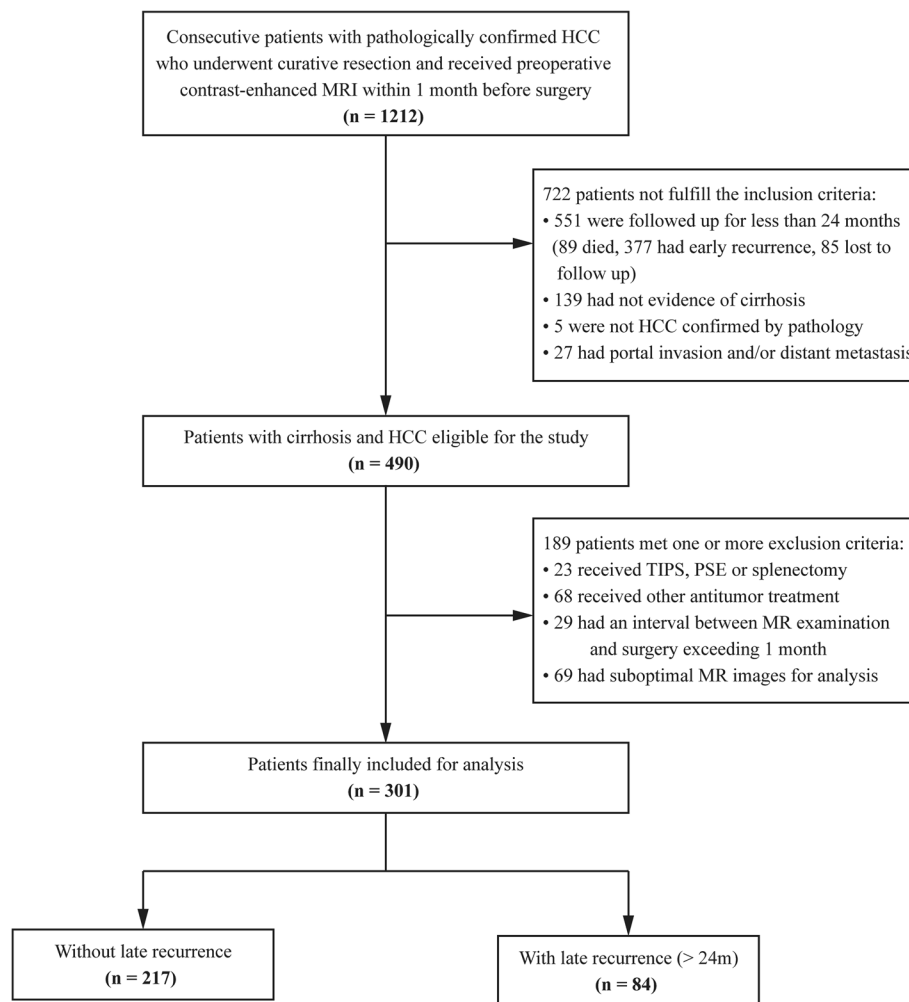 Consecutive patients with pathologically confirmed HCC
who underwent curative resection and received preoperative
contrast-enhanced MRI within 1 month before surgery
(n = 1212)
722 patients not fulfill the inclusion criteria:
• 551 were followed up for less than 24 months
(89 died, 377 had early recurrence, 85 lost to
follow up)
• 139 had not evidence of cirrhosis
• 5 were not HCC confirmed by pathology
• 27 had portal invasion and/or distant metastasis
Patients with cirrhosis and HCC eligible for the study
(n = 490)
189 patients met one or more exclusion criteria:
• 23 received TIPS, PSE or splenectomy
• 68 received other antitumor treatment
• 29 had an interval between MR examination
and surgery exceeding 1 month
• 69 had suboptimal MR images for analysis
Patients finally included for analysis
(n = 301)
Without late recurrence
(n = 217)
With late recurrence (> 24m)
(n = 84)